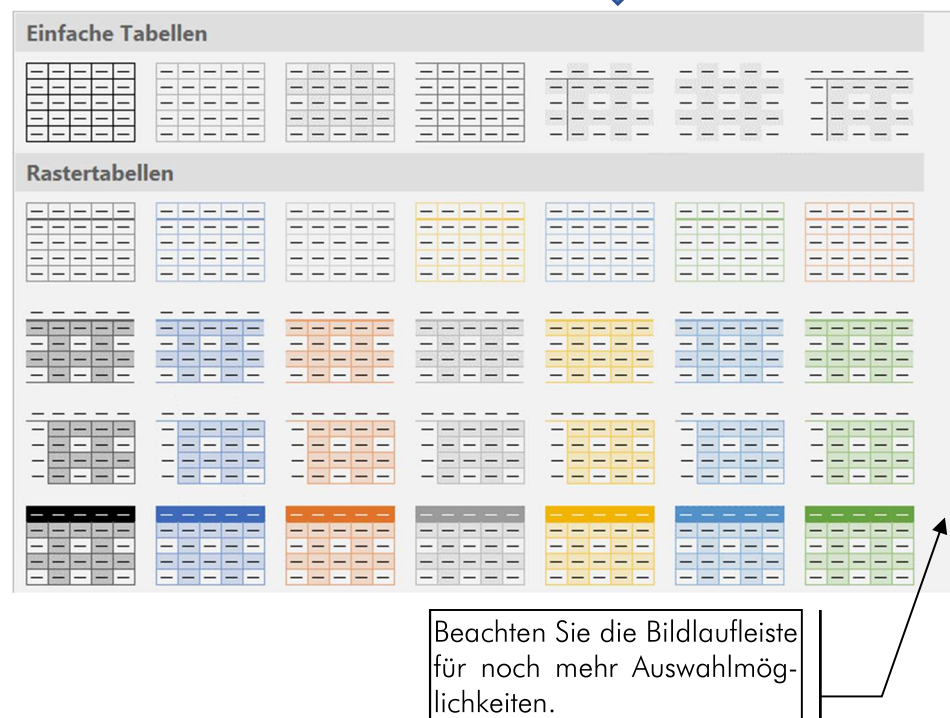 Einfache Tabellen
Rastertabellen
Beachten Sie die Bildlaufleiste
für noch mehr Auswahlmög-
lichkeiten.